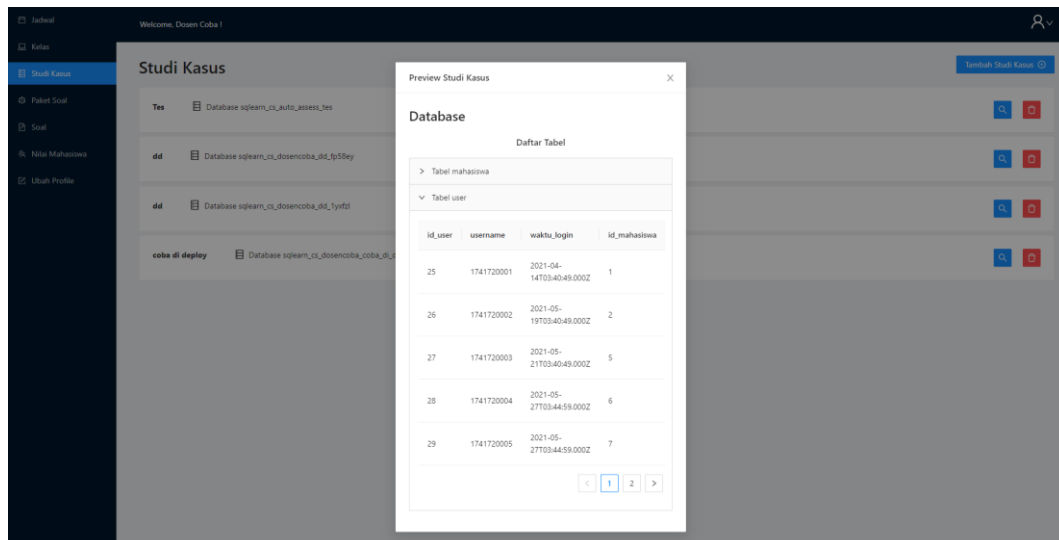 Jadwal
Kelas
Studi Kasus
Paket Soal
Soal
Nilai Mahasiswa
Ubah Profile
Welcome, Dosen Coba !
Studi Kasus
Tambah Studi Kasus
Tes Database sqlearn_cs_auto_assess_tes
dd Database sqlearn_cs_dosencoba_dd_fp58ey
dd Database sqlearn_cs_dosencoba_dd_1yxfzl
coba di deploy Database sqlearn_cs_dosencoba_coba_di_d
Preview Studi Kasus
Database
Daftar Tabel
Tabel mahasiswa
Tabel user
id_user username waktu_login id_mahasiswa
25 1741720001 2021-04-14T03:40:49.000Z 1
26 1741720002 2021-05-19T03:40:49.000Z 2
27 1741720003 2021-05-21T03:40:49.000Z 5
28 1741720004 2021-05-27T03:44:59.000Z 6
29 1741720005 2021-05-27T03:44:59.000Z 7
< 1 2 >